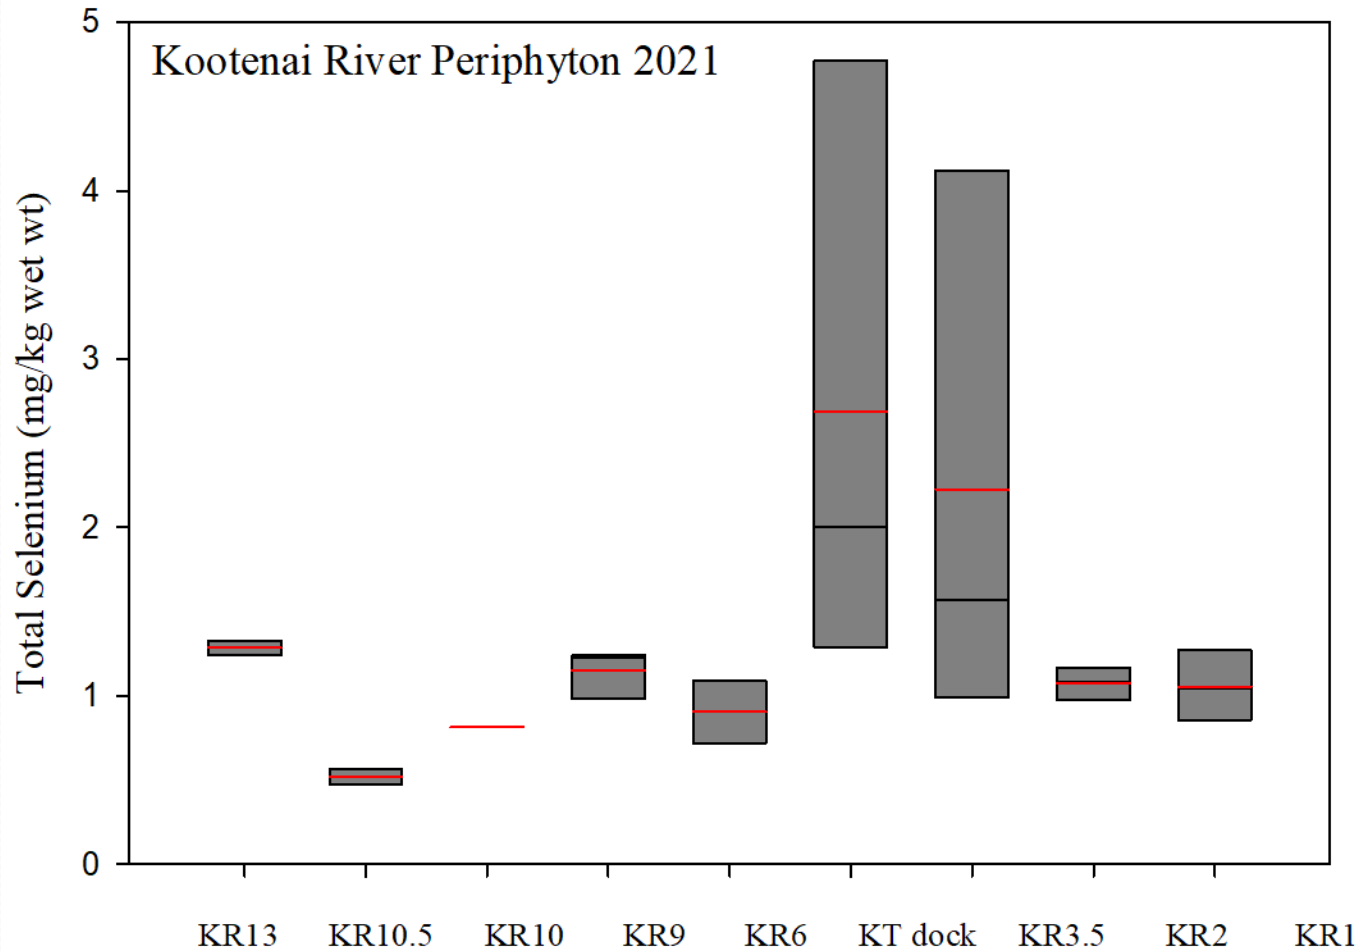 Kootenai River Periphyton 2021
Total Selenium (mg/kg wet wt)
5
4
3
2
1
0
KR13 KR10.5 KR10 KR9 KR6 KT dock KR3.5 KR2 KR1